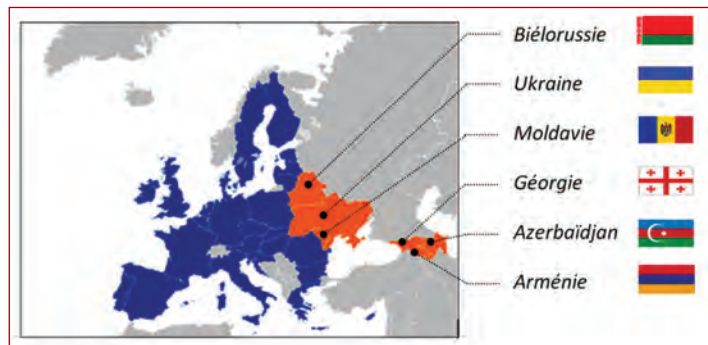 Biélorussie
Ukraine
Moldavie
Géorgie
Azerbaïdjan
Arménie